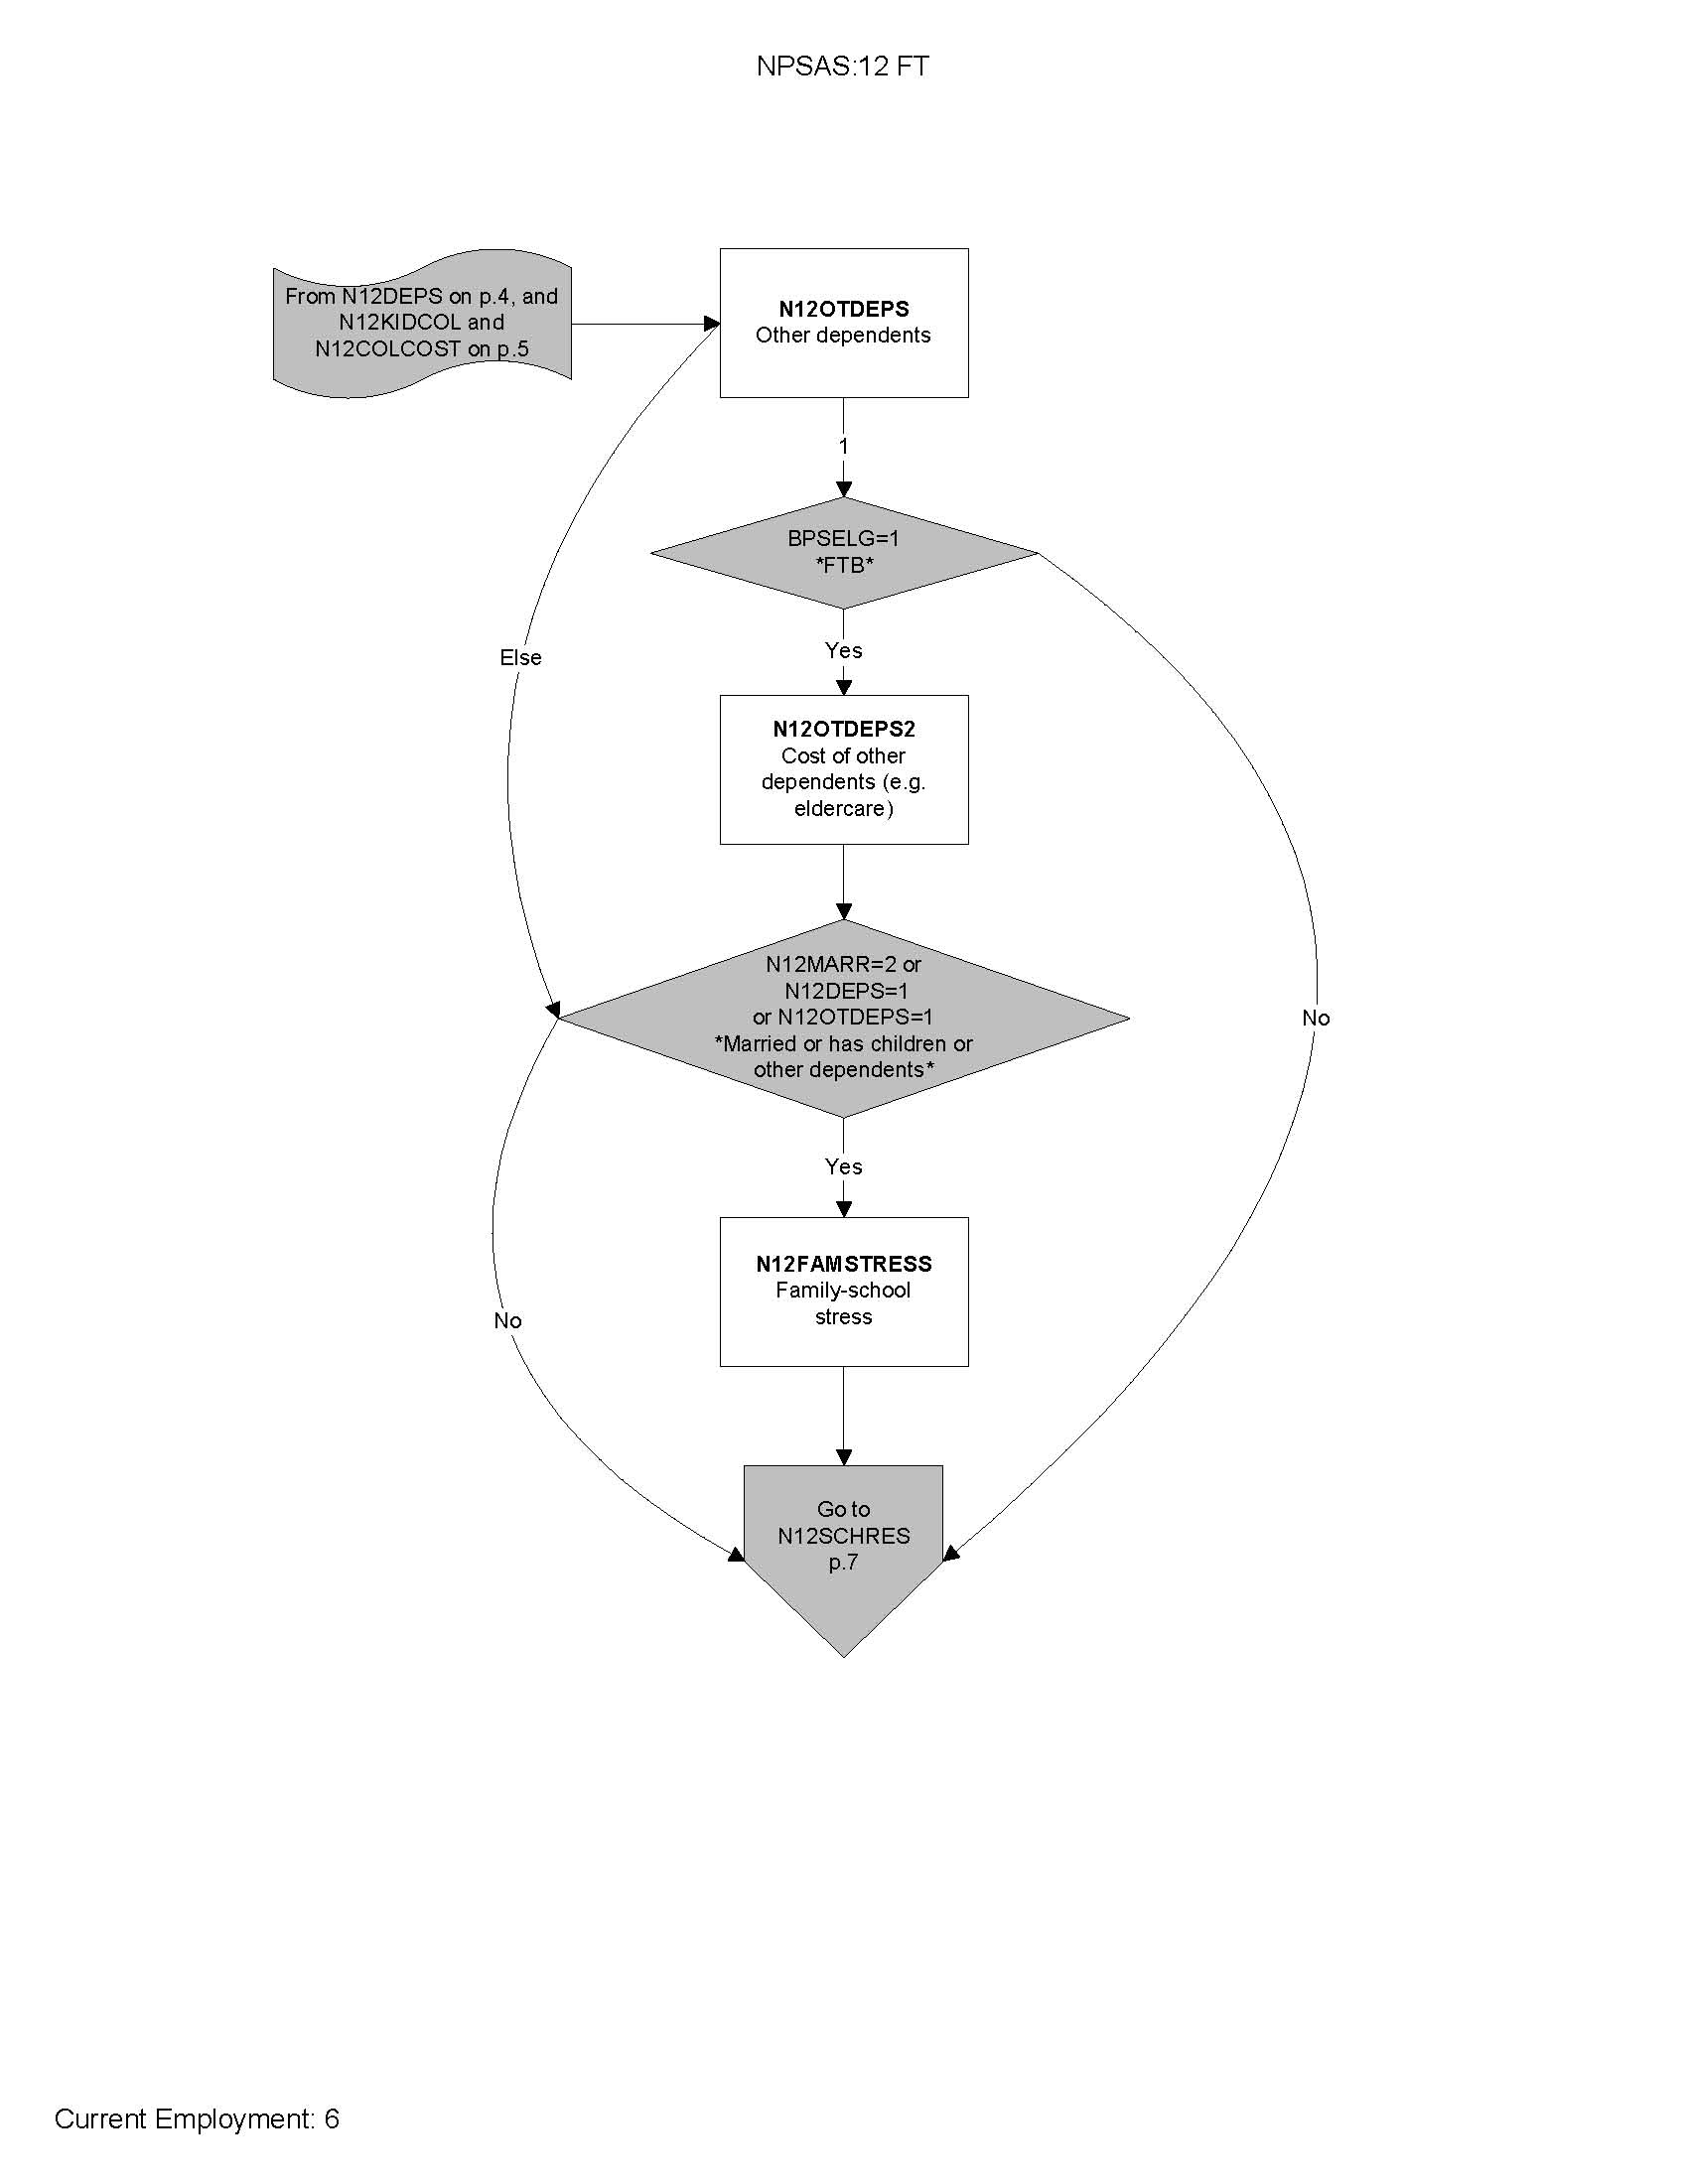 NPSAS:12 FT
From N12DEPS on p.4, and
N12KIDCOL and
N12COLCOST on p.5
N12OTDEPS
Other dependents
1
BPSELG=1
*FTB*
Else
Yes
N12OTDEPS2
Cost of other
dependents (e.g.
eldercare)
N12MARR=2 or
N12DEPS=1
or N12OTDEPS=1
*Married or has children or
other dependents*
No
Yes
N12FAMSTRESS
Family-school
stress
No
Go to
N12SCHRES
p.7
Current Employment: 6